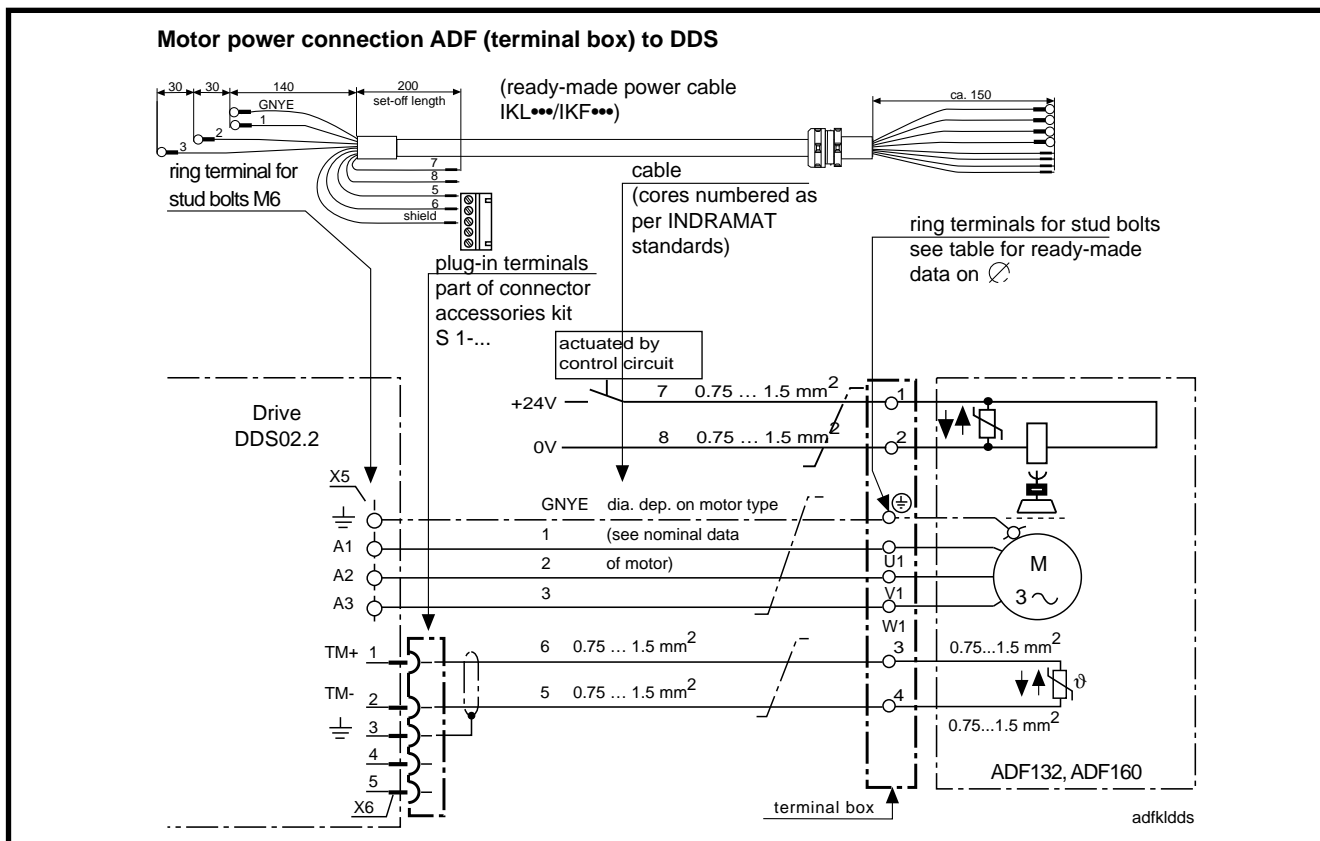 Motor power connection ADF (terminal box) to DDS
30 30 140 200
set-off length
(ready-made power cable
IKL•••/IKF•••)
ca. 150
GNYE
1
2
3
7
8
5
6
shield
ring terminal for
stud bolts M6
cable
(cores numbered as
per INDRAMAT
standards)
ring terminals for stud bolts
see table for ready-made
data on ∅
plug-in terminals
part of connector
accessories kit
S 1-...
actuated by
control circuit
Drive
DDS02.2
+24V 7 0.75 ... 1.5 mm² 1
0V 8 0.75 ... 1.5 mm² 2
X5
GNYE dia. dep. on motor type
A1 1 (see nominal data U1
A2 2 of motor) V1
A3 3 W1
M
3∼
TM+ 1 6 0.75 ... 1.5 mm² 3 0.75...1.5 mm²
TM- 2 5 0.75 ... 1.5 mm² 4 0.75...1.5 mm²
ϑ
3
4
5
X6
terminal box
ADF132, ADF160
adfkldds